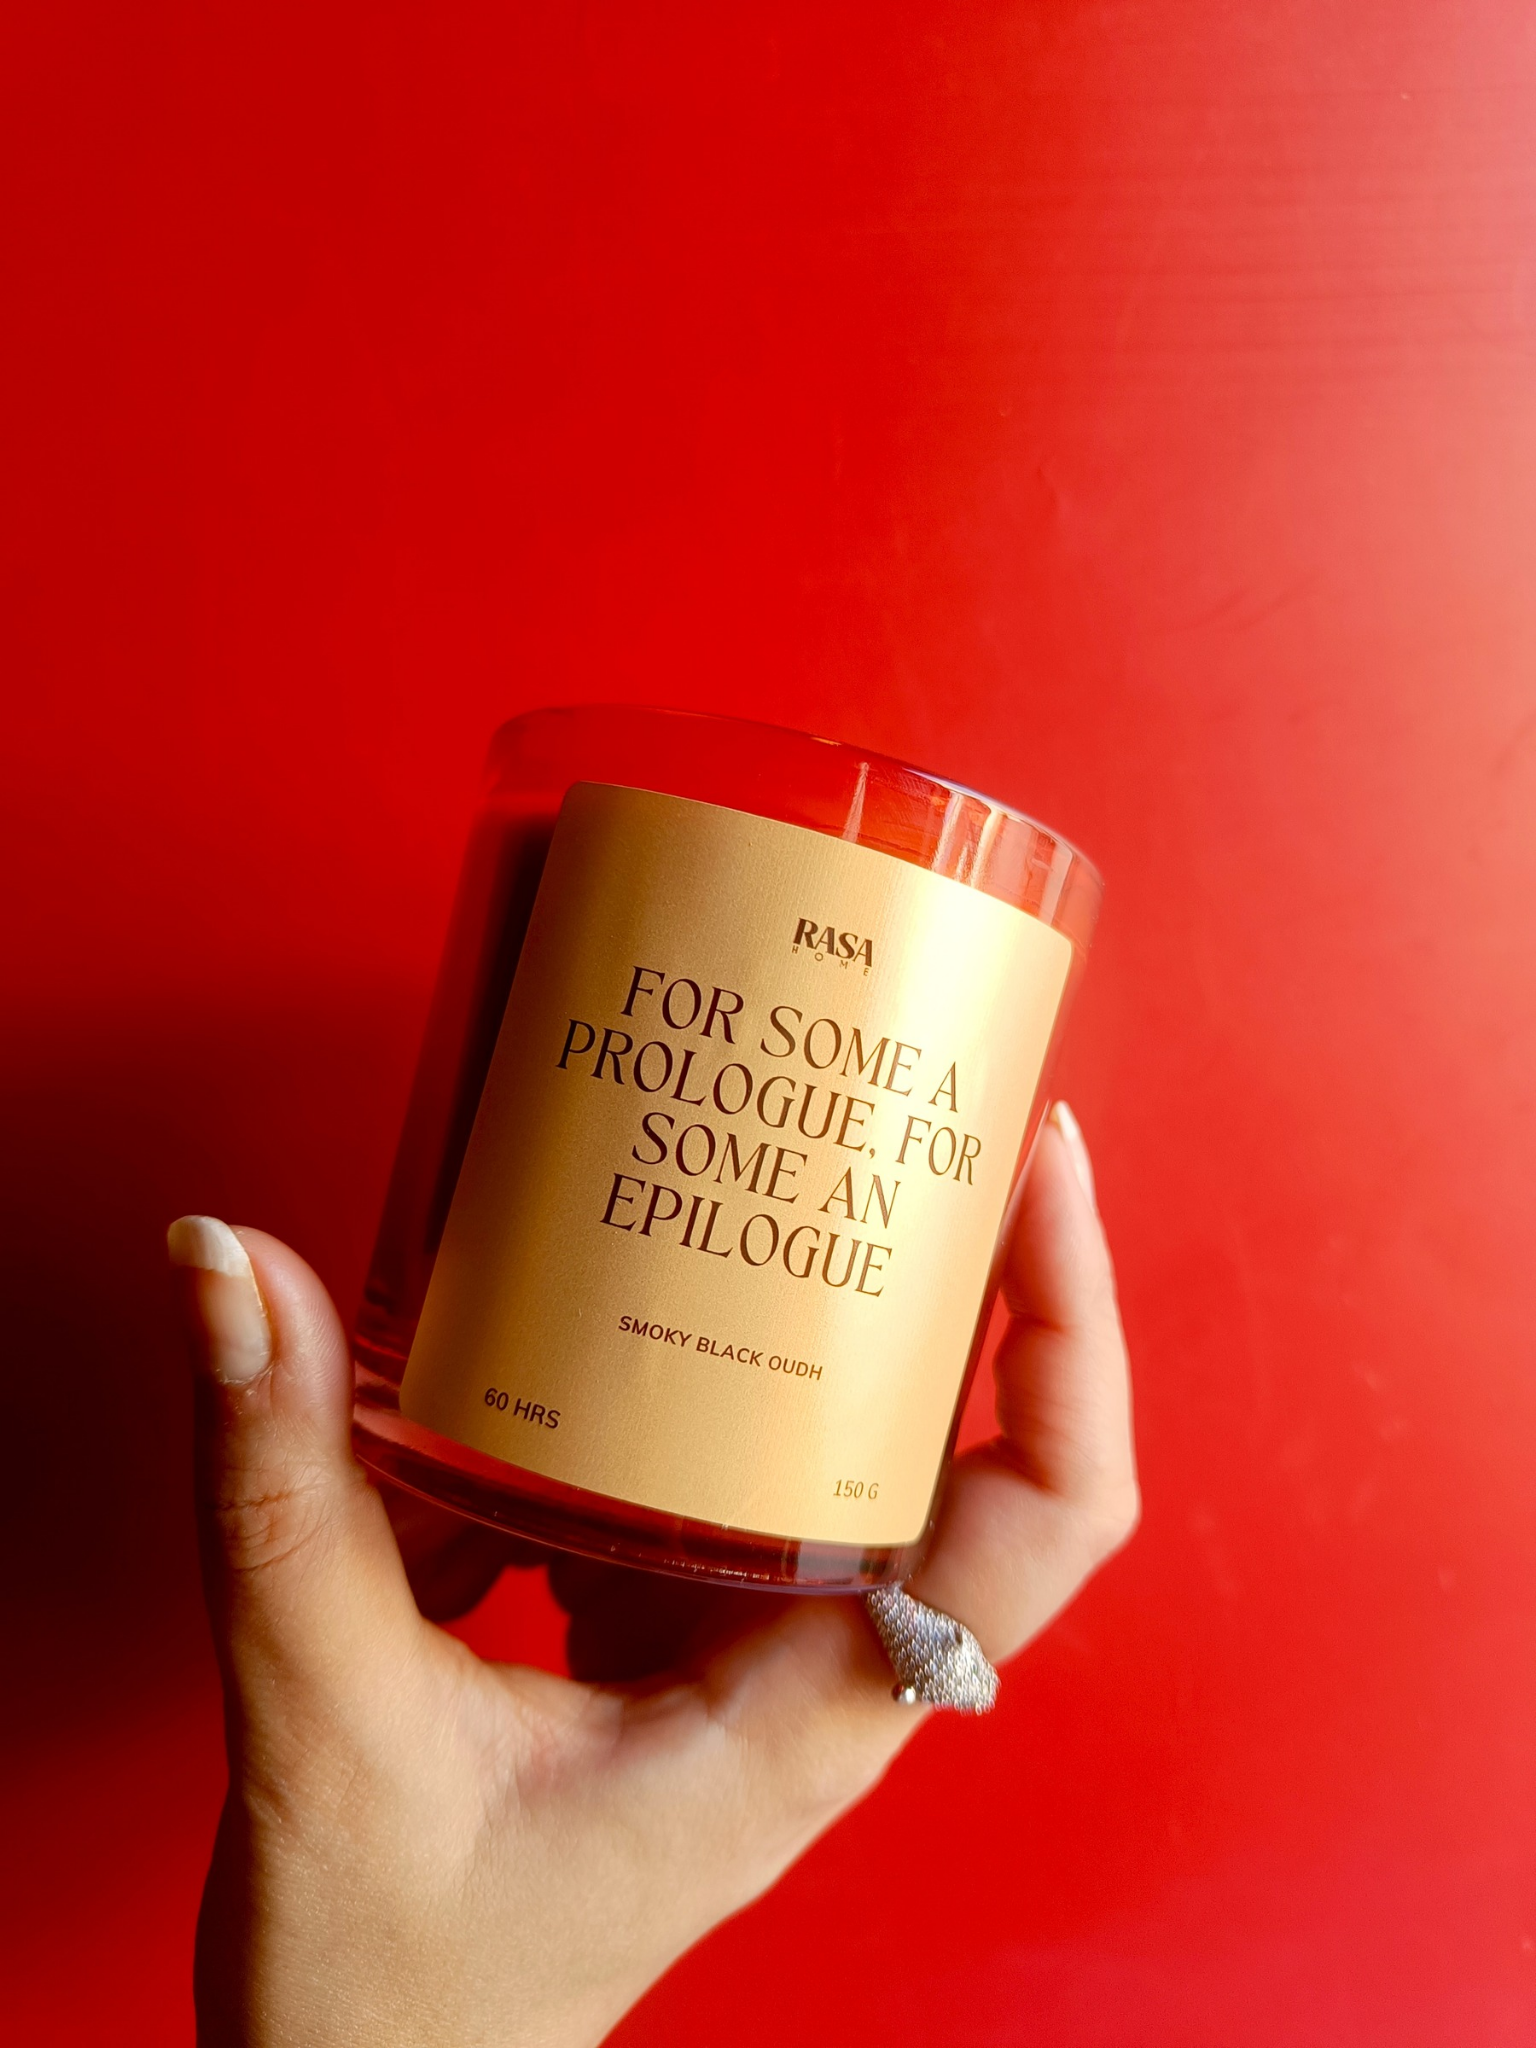 RASA
HOME
FOR SOME A
PROLOGUE, FOR
SOME AN
EPILOGUE
SMOKY BLACK OUDH
60 HRS
150 G